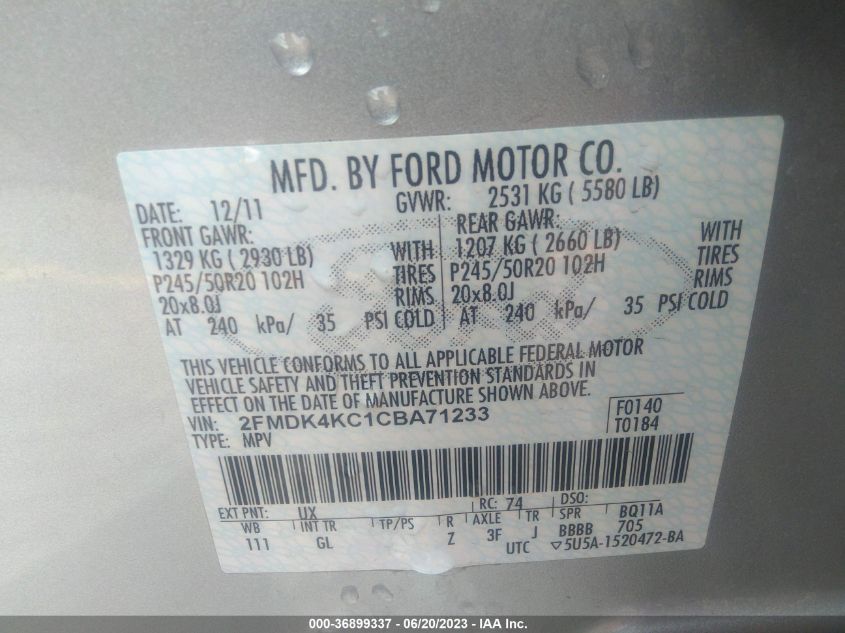 MFD. BY FORD MOTOR CO.
DATE: 12/11 GVWR: 2531 KG ( 5580 LB)
FRONT GAWR: REAR GAWR:
1329 KG ( 2930 LB) WITH 1207 KG ( 2660 LB) WITH
P245/50R20 102H TIRES P245/50R20 102H TIRES
20x8.0J RIMS 20x8.0J RIMS
AT 240 kPa/ 35 PSI COLD AT 240 kPa/ 35 PSI COLD
THIS VEHICLE CONFORMS TO ALL APPLICABLE FEDERAL MOTOR
VEHICLE SAFETY AND THEFT PREVENTION STANDARDS IN
EFFECT ON THE DATE OF MANUFACTURE SHOWN ABOVE.
VIN: 2FMDK4KC1CBA71233 F0140
TYPE: MPV T0184
EXT PNT: UX RC: 74 DSO:
WB INT TR TP/PS R AXLE TR SPR BQ11A
111 GL Z 3F J BBBB 705
UTC ▽5U5A-1520472-BA
000-36899337 - 06/20/2023 - IAA Inc.